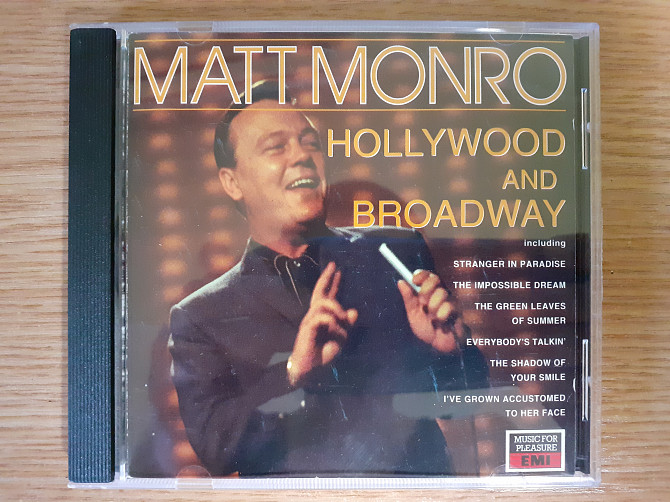 MATT MONRO
HOLLYWOOD
AND
BROADWAY
including
STRANGER IN PARADISE
THE IMPOSSIBLE DREAM
THE GREEN LEAVES
OF SUMMER
EVERYBODY'S TALKIN'
THE SHADOW OF
YOUR SMILE
I'VE GROWN ACCUSTOMED
TO HER FACE
MUSIC FOR
PLEASURE
EMI